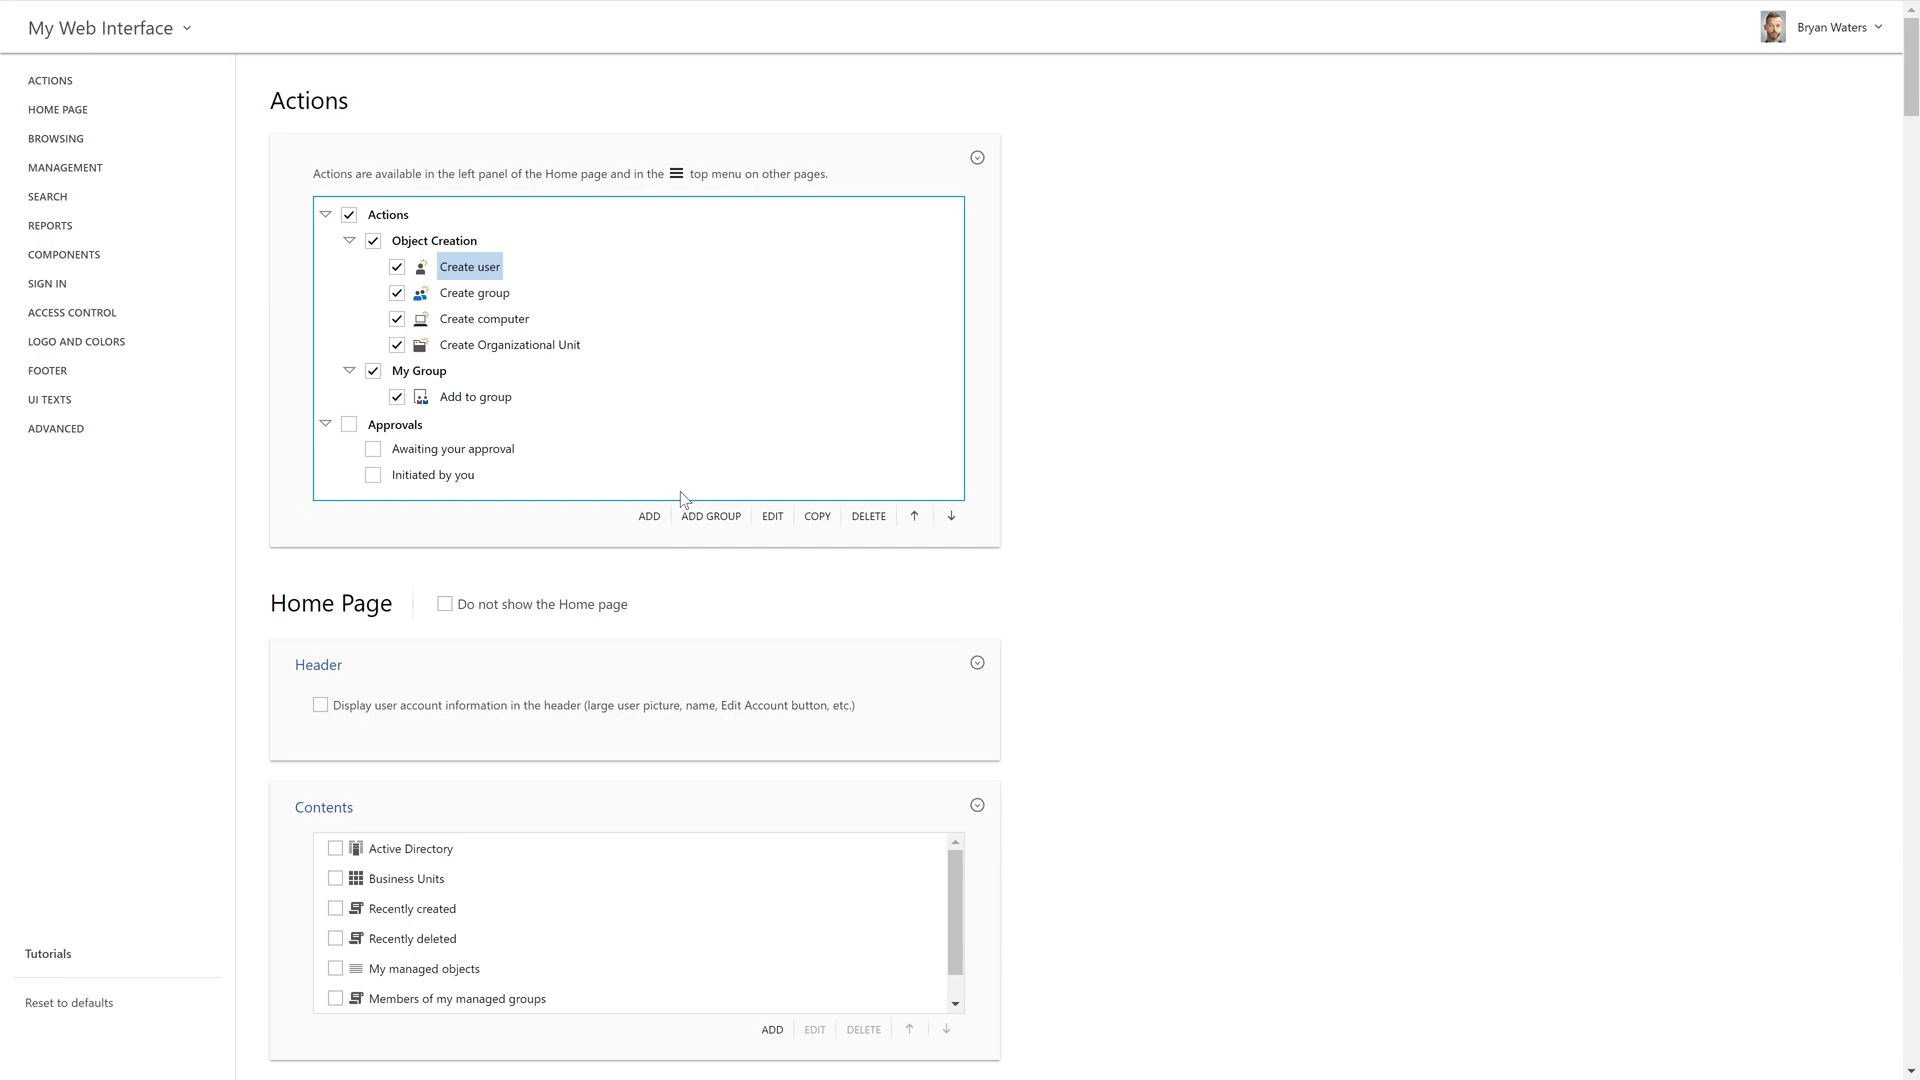 My Web Interface
Bryan Waters
ACTIONS
HOME PAGE
BROWSING
MANAGEMENT
SEARCH
REPORTS
COMPONENTS
SIGN IN
ACCESS CONTROL
LOGO AND COLORS
FOOTER
UI TEXTS
ADVANCED
Tutorials
Reset to defaults
Actions
Actions are available in the left panel of the Home page and in the top menu on other pages.
Actions
Object Creation
Create user
Create group
Create computer
Create Organizational Unit
My Group
Add to group
Approvals
Awaiting your approval
Initiated by you
ADD ADD GROUP EDIT COPY DELETE
Home Page Do not show the Home page
Header
Display user account information in the header (large user picture, name, Edit Account button, etc.)
Contents
Active Directory
Business Units
Recently created
Recently deleted
My managed objects
Members of my managed groups
ADD EDIT DELETE